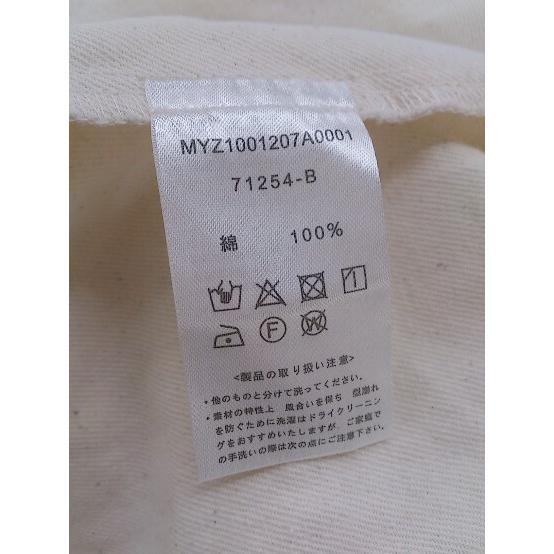 MYZ1001207A0001
71254-B
綿 100%
F W
<製品の取り扱い注意>
・他のものと分けて洗ってください。
・素材の特性上 風合いを保ち 型崩れ
を防ぐために洗濯はドライクリーニン
グをおすすめいたしますが、ご家庭で
の手洗いの際は次の点にご注意下さい。